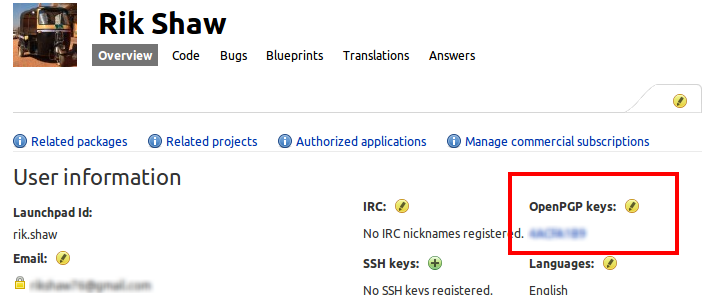 Rik Shaw
Overview Code Bugs Blueprints Translations Answers
Related packages Related projects Authorized applications Manage commercial subscriptions
User information
Launchpad Id:
rik.shaw
Email:
IRC:
No IRC nicknames registered.
SSH keys:
No SSH keys registered.
OpenPGP keys:
Languages:
English